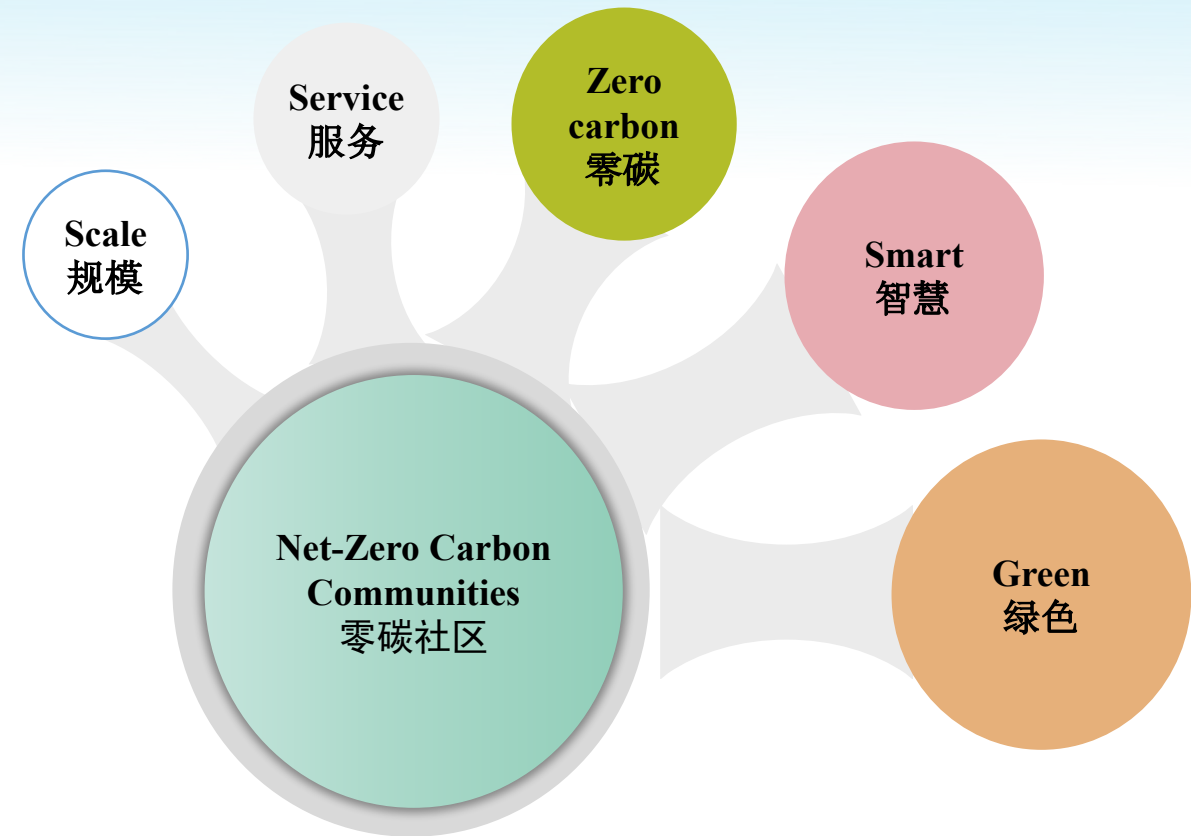 Service
服务
Zero
carbon
零碳
Scale
规模
Smart
智慧
Net-Zero Carbon
Communities
零碳社区
Green
绿色